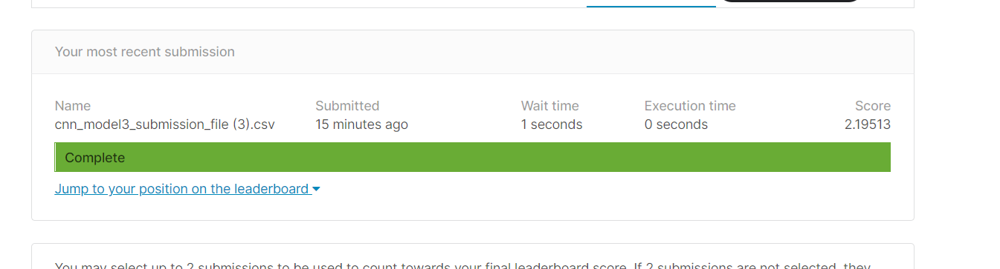 Your most recent submission
Name Submitted Wait time Execution time Score
cnn_model3_submission_file (3).csv 15 minutes ago 1 seconds 0 seconds 2.19513
Complete
Jump to your position on the leaderboard
You may select up to 2 submissions to be used to count towards your final leaderboard score. If 2 submissions are not selected, they